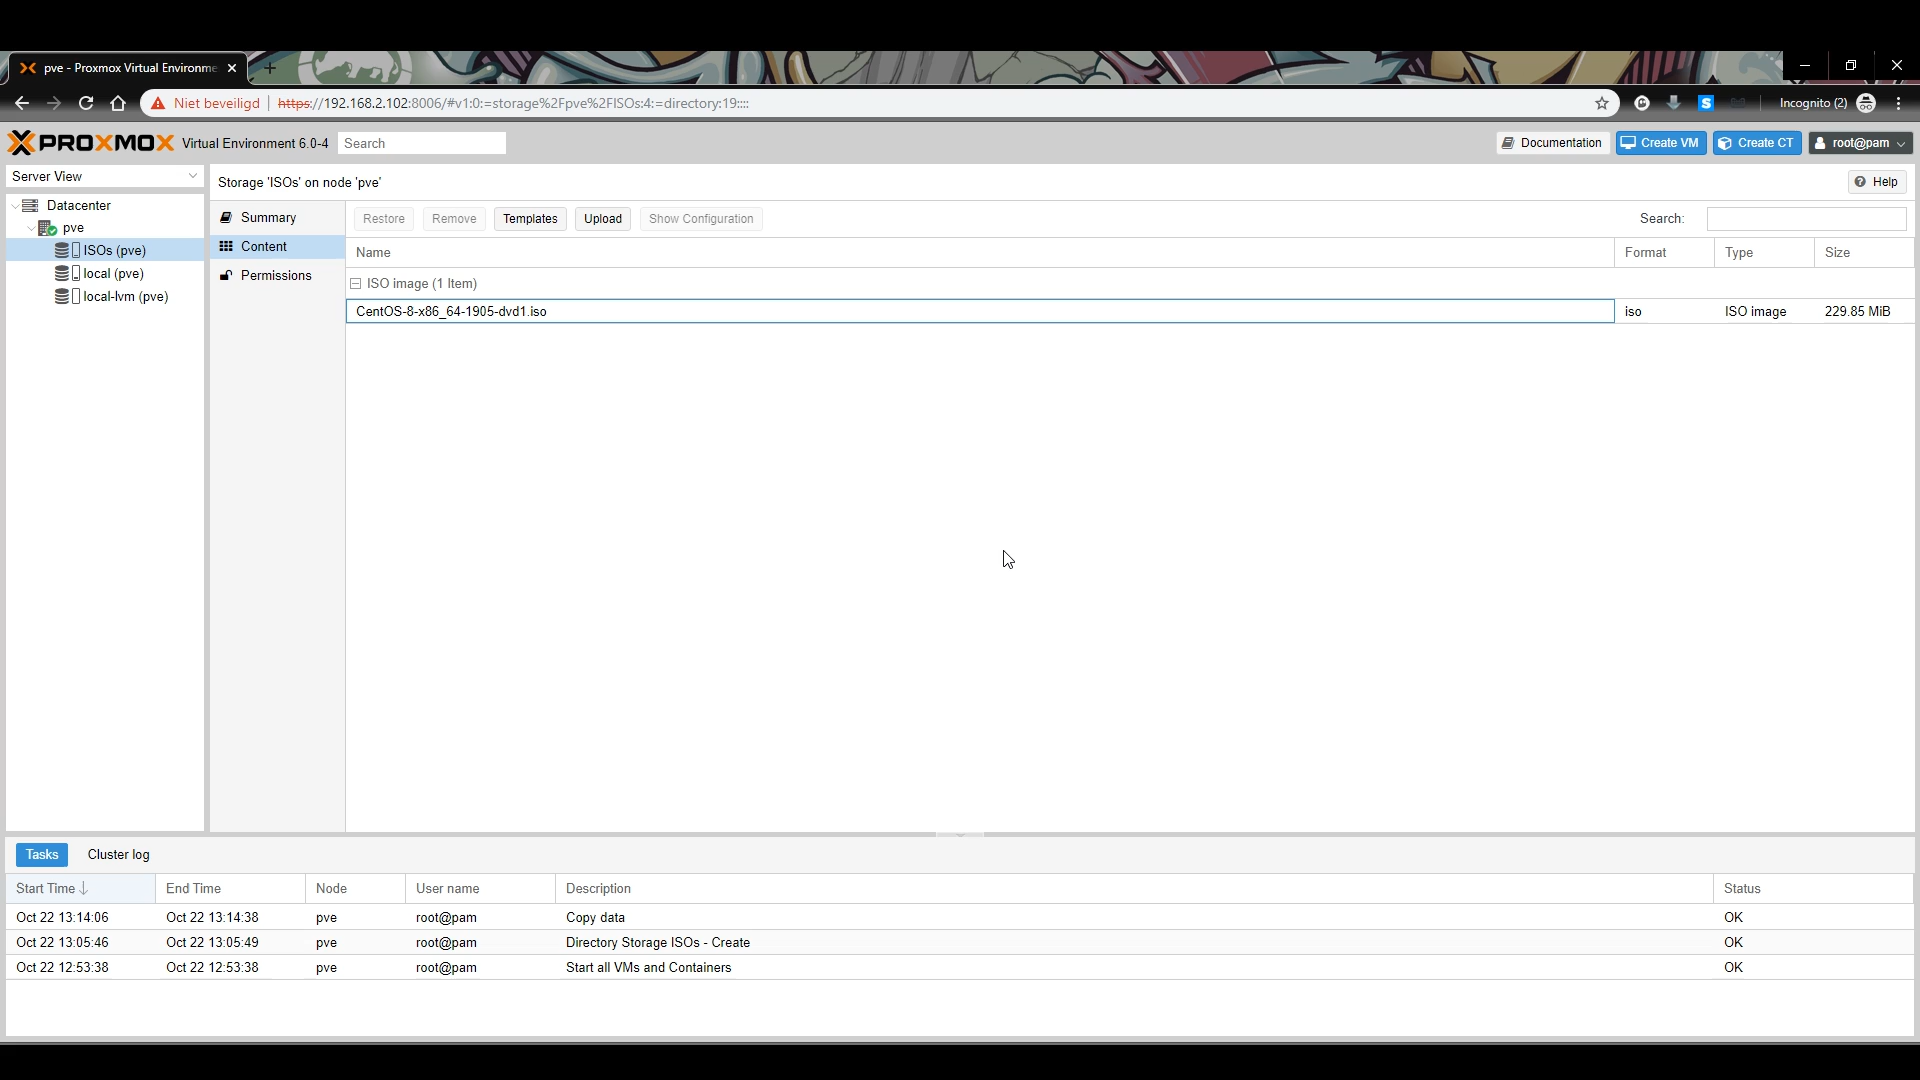 pve - Proxmox Virtual Environme
Niet beveiligd https://192.168.2.102:8006/#v1:0:=storage%2Fpve%2FISOs:4:=directory:19::::
Incognito (2)
PROXMOX Virtual Environment 6.0-4 Search
Documentation Create VM Create CT root@pam
Server View
Storage 'ISOs' on node 'pve'
Help
Datacenter
pve
ISOs (pve)
local (pve)
local-lvm (pve)
Summary
Content
Permissions
Restore Remove Templates Upload Show Configuration Search:
Name Format Type Size
ISO image (1 Item)
CentOS-8-x86_64-1905-dvd1.iso iso ISO image 229.85 MiB
Tasks Cluster log
Start Time End Time Node User name Description Status
Oct 22 13:14:06 Oct 22 13:14:38 pve root@pam Copy data OK
Oct 22 13:05:46 Oct 22 13:05:49 pve root@pam Directory Storage ISOs - Create OK
Oct 22 12:53:38 Oct 22 12:53:38 pve root@pam Start all VMs and Containers OK